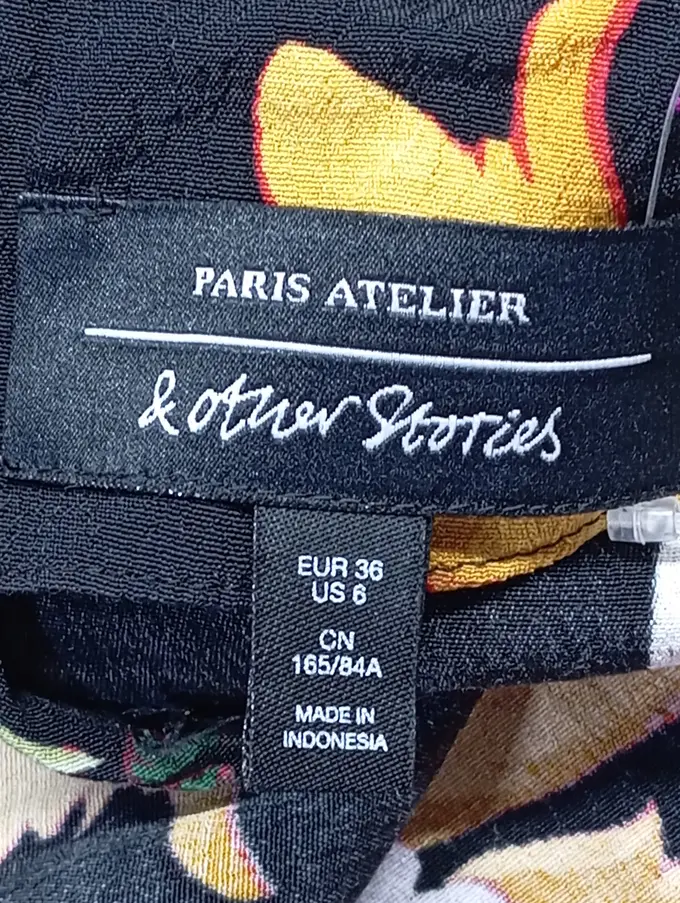 PARIS ATELIER
& other Stories
EUR 36
US 6
CN
165/84A
MADE IN
INDONESIA